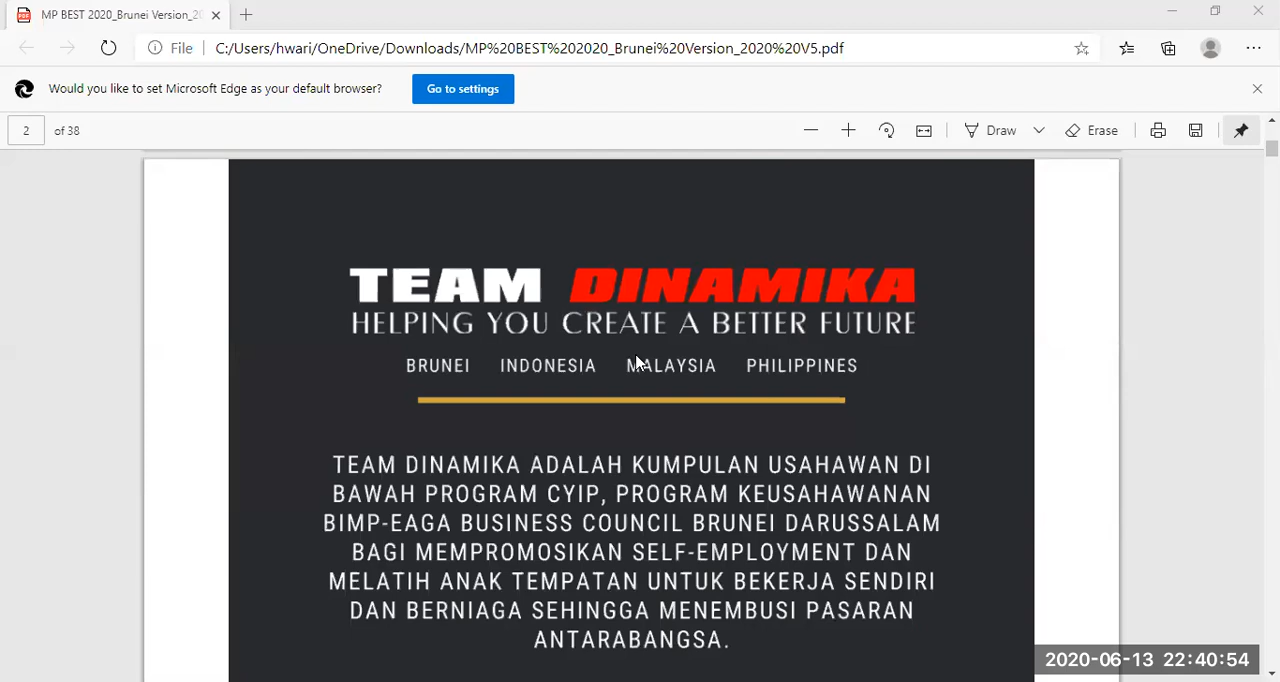 MP BEST 2020_Brunei Version_20
File
C:/Users/hwari/OneDrive/Downloads/MP%20BEST%202020_Brunei%20Version_2020%20V5.pdf
Would you like to set Microsoft Edge as your default browser?
Go to settings
2 of 38
Draw
Erase
TEAM DINAMIKA
HELPING YOU CREATE A BETTER FUTURE
BRUNEI INDONESIA MALAYSIA PHILIPPINES
TEAM DINAMIKA ADALAH KUMPULAN USAHAWAN DI
BAWAH PROGRAM CYIP, PROGRAM KEUSAHAWANAN
BIMP-EAGA BUSINESS COUNCIL BRUNEI DARUSSALAM
BAGI MEMPROMOSIKAN SELF-EMPLOYMENT DAN
MELATIH ANAK TEMPATAN UNTUK BEKERJA SENDIRI
DAN BERNIAGA SEHINGGA MENEMBUSI PASARAN
ANTARABANGSA.
2020-06-13 22:40:54